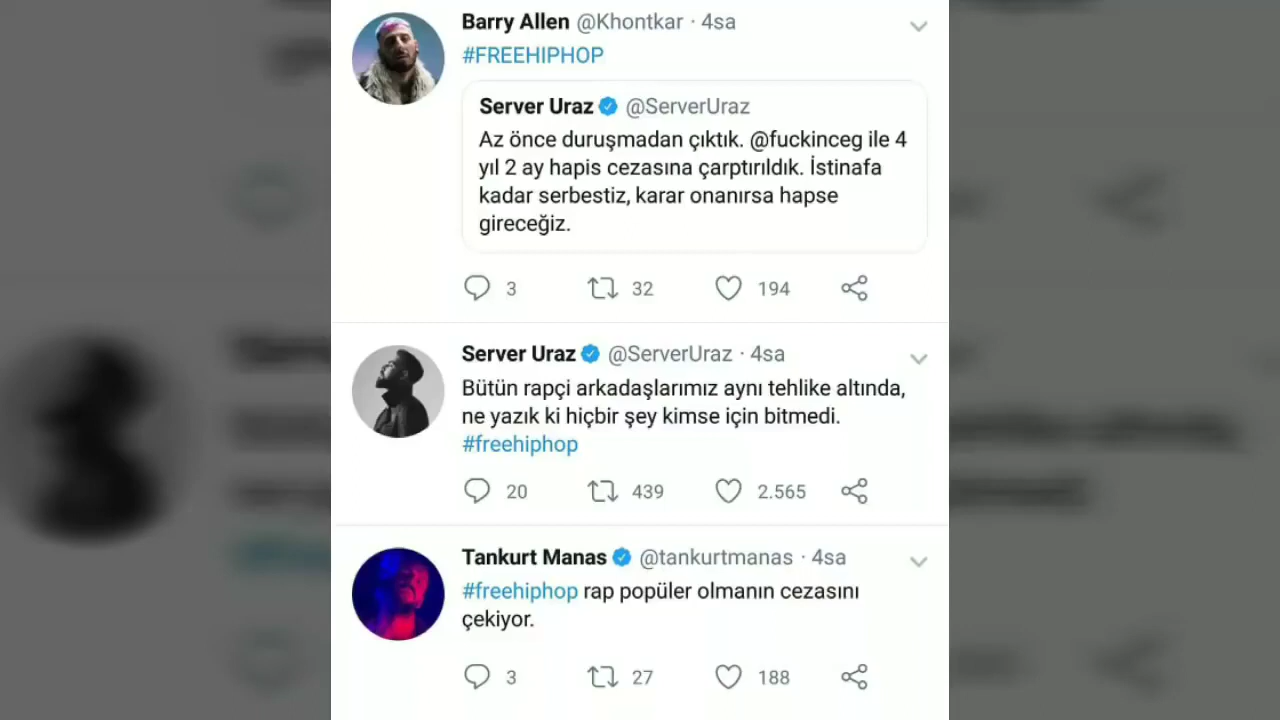 Barry Allen @Khontkar · 4sa
#FREEHIPHOP
Server Uraz @ServerUraz
Az önce duruşmadan çıktık. @fuckinceg ile 4
yıl 2 ay hapis cezasına çarptırıldık. İstinafa
kadar serbestiz, karar onanırsa hapse
gireceğiz.
3 32 194
Server Uraz @ServerUraz · 4sa
Bütün rapçi arkadaşlarımız aynı tehlike altında,
ne yazık ki hiçbir şey kimse için bitmedi.
#freehiphop
20 439 2.565
Tankurt Manas @tankurtmanas · 4sa
#freehiphop rap popüler olmanın cezasını
çekiyor.
3 27 188